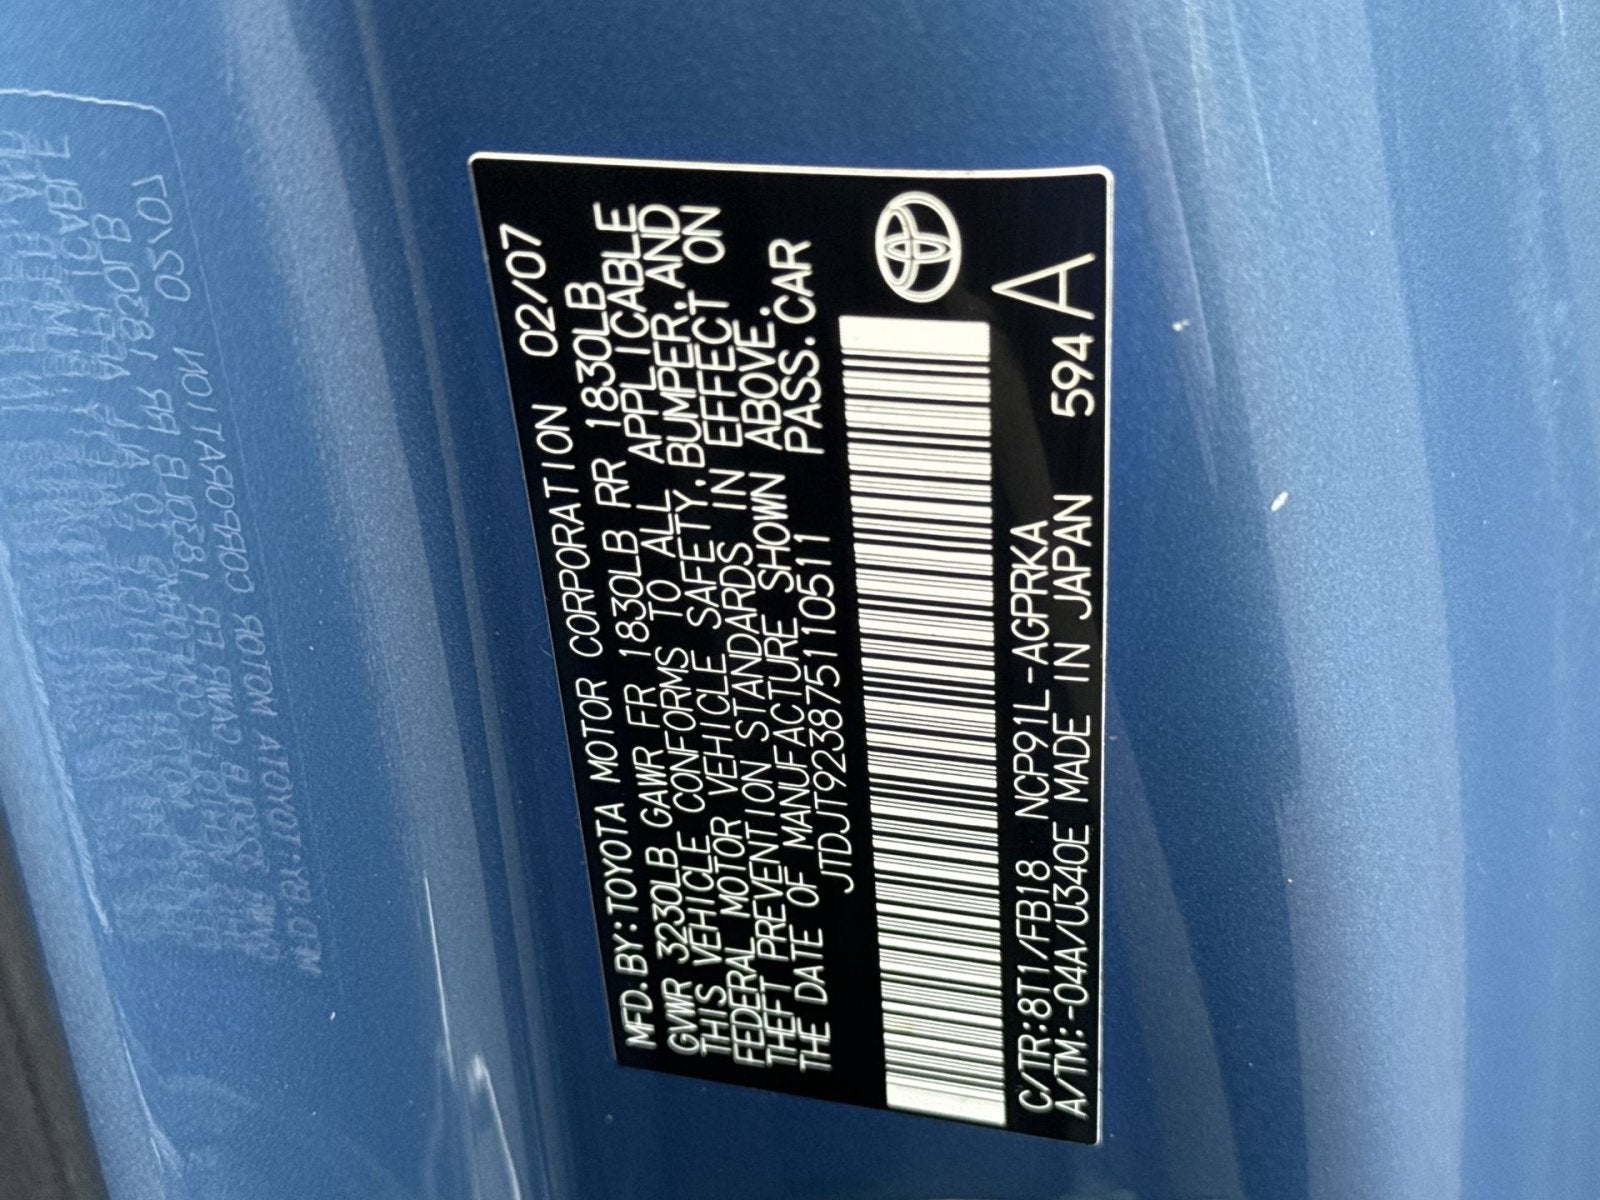 MFD.BY:TOYOTA MOTOR CORPORATION 02/07
GVWR 3230LB GAWR FR 1830LB RR 1830LB
THIS VEHICLE CONFORMS TO ALL APPLICABLE
FEDERAL MOTOR VEHICLE SAFETY,BUMPER,AND
THEFT PREVENTION STANDARDS IN EFFECT ON
THE DATE OF MANUFACTURE SHOWN ABOVE.
JTDJT923875110511 PASS.CAR
C/TR:8T1/FB18 NCP91L-AGPRKA
A/TM:-04A/U340E MADE IN JAPAN 594 A